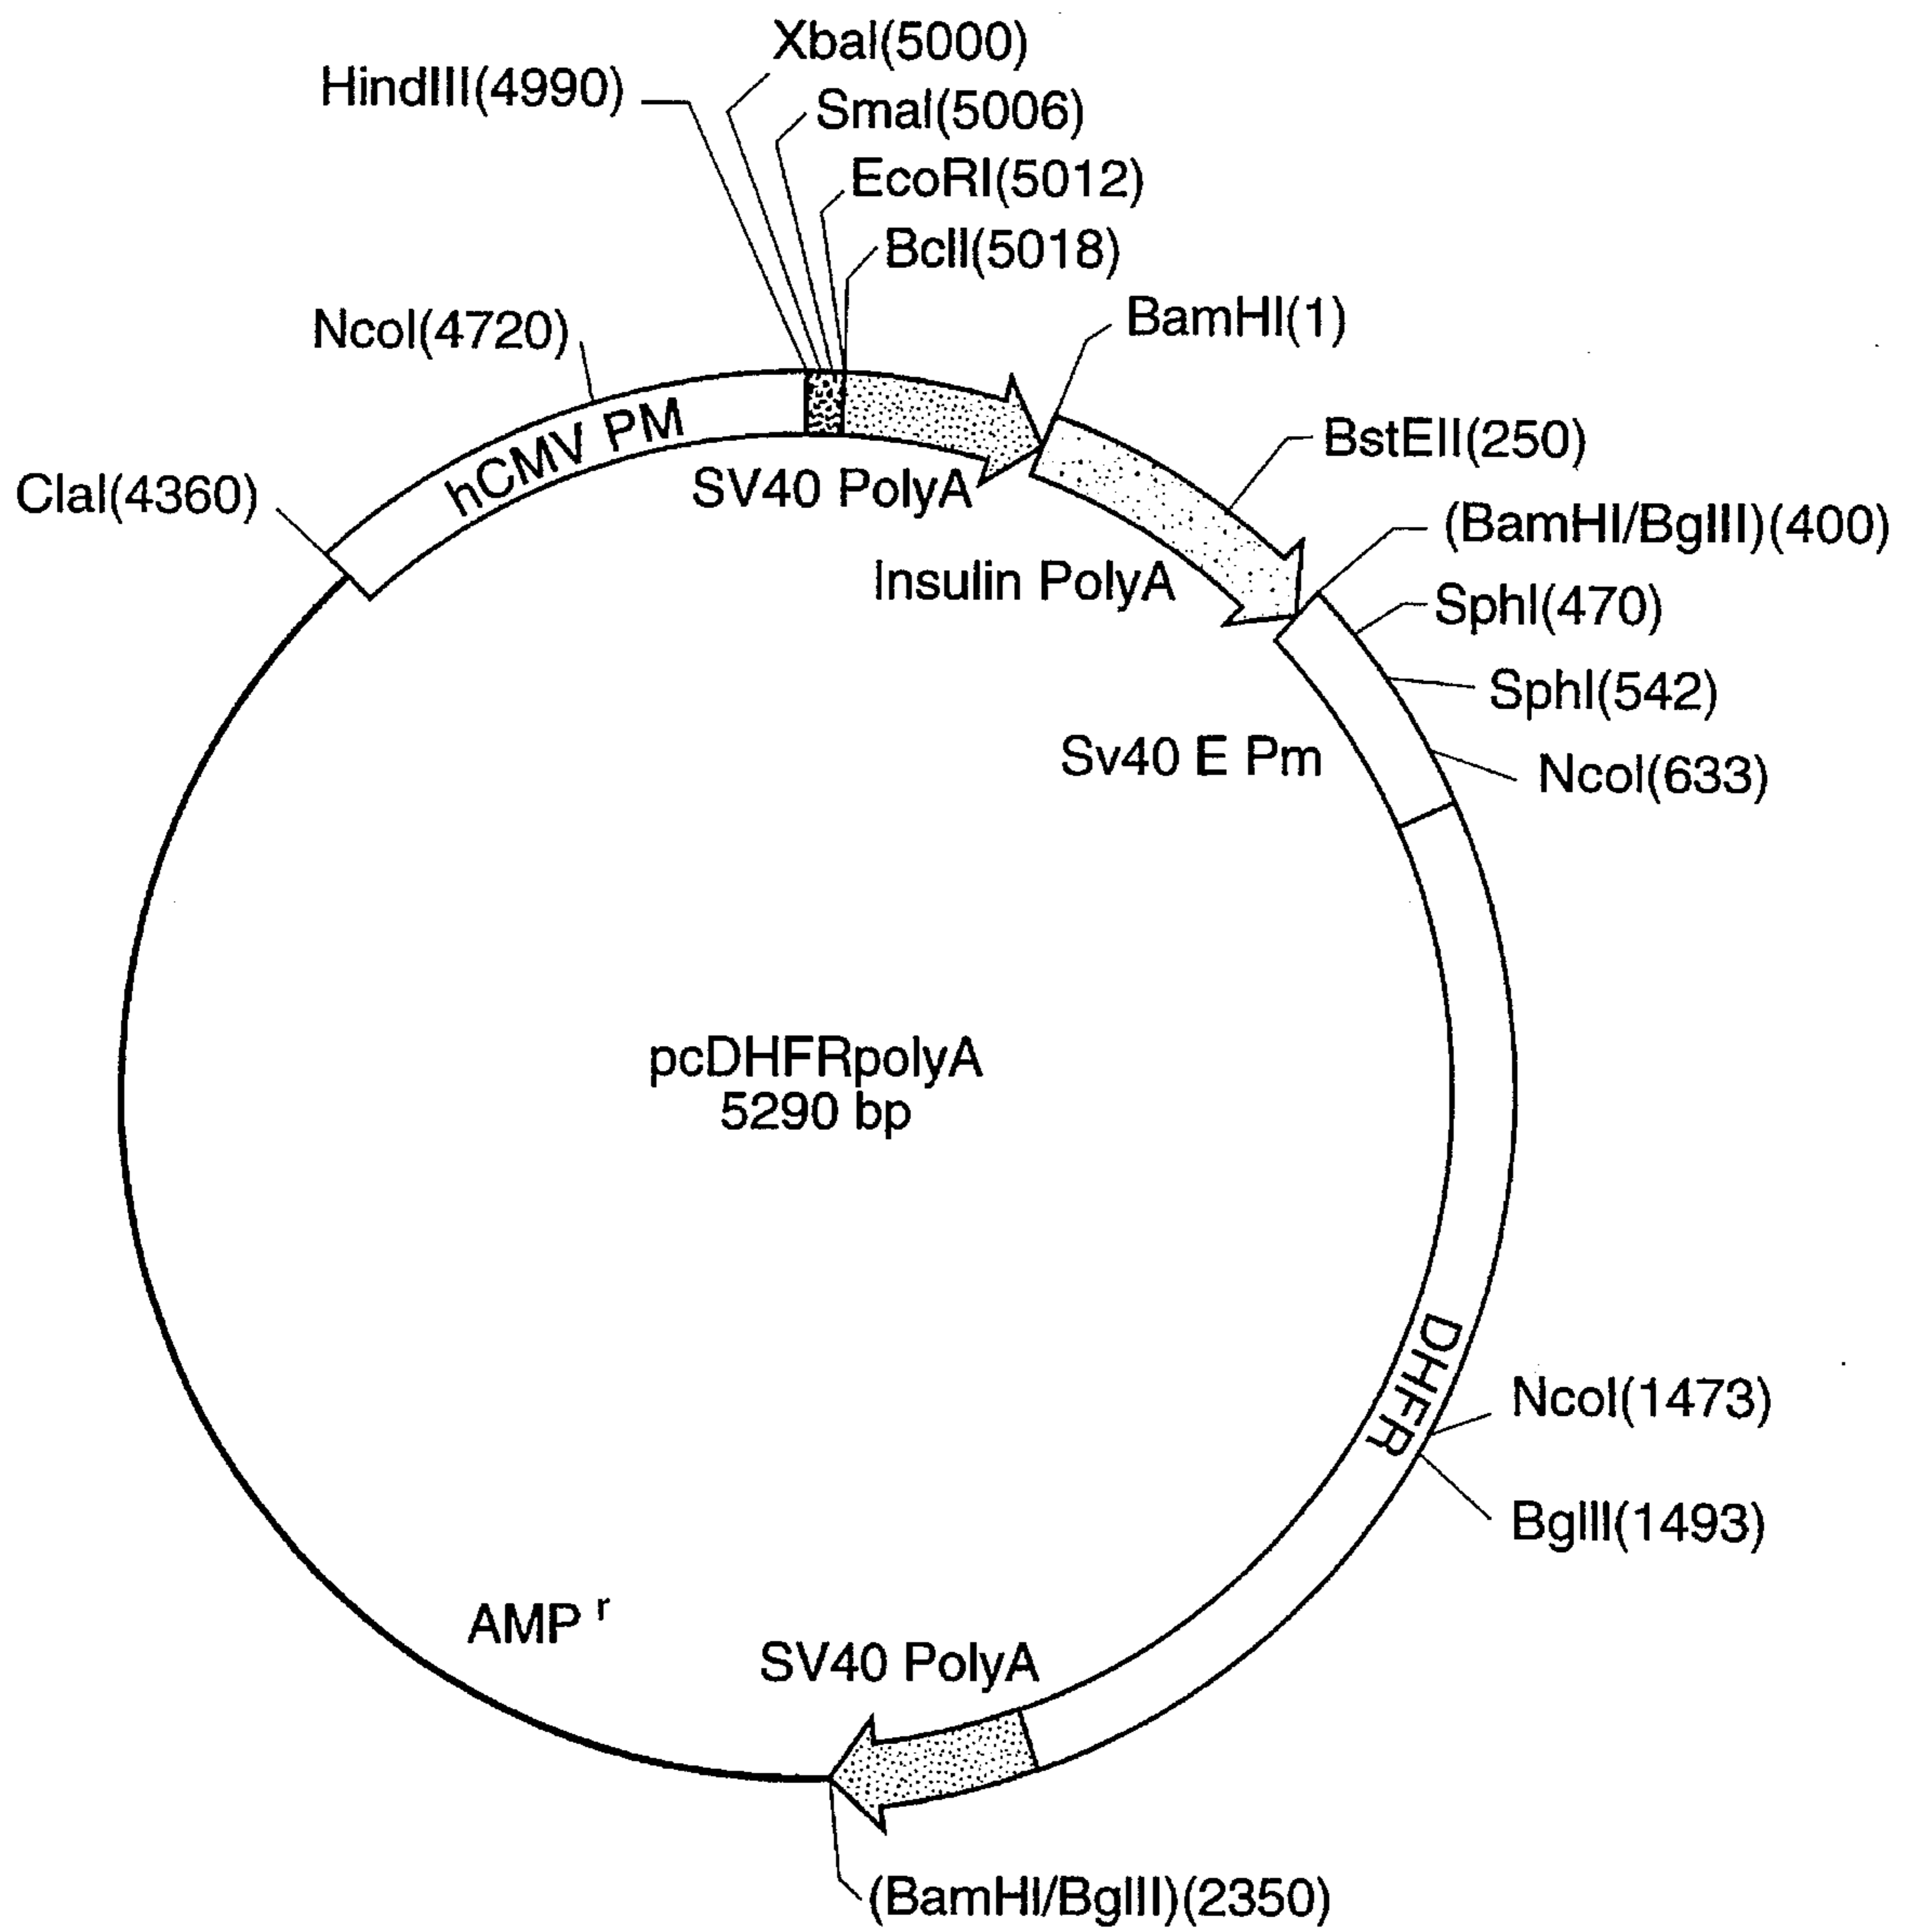 XbaI(5000)
HindIII(4990)
SmaI(5006)
EcoRI(5012)
BclI(5018)
NcoI(4720)
BamHI(1)
hCMV PM
BstEII(250)
ClaI(4360)
SV40 PolyA
(BamHI/BglII)(400)
Insulin PolyA
SphI(470)
SphI(542)
Sv40 E Pm
NcoI(633)
pcDHFRpolyA
5290 bp
DHFR
NcoI(1473)
BglII(1493)
AMP r
SV40 PolyA
(BamHI/BglII)(2350)